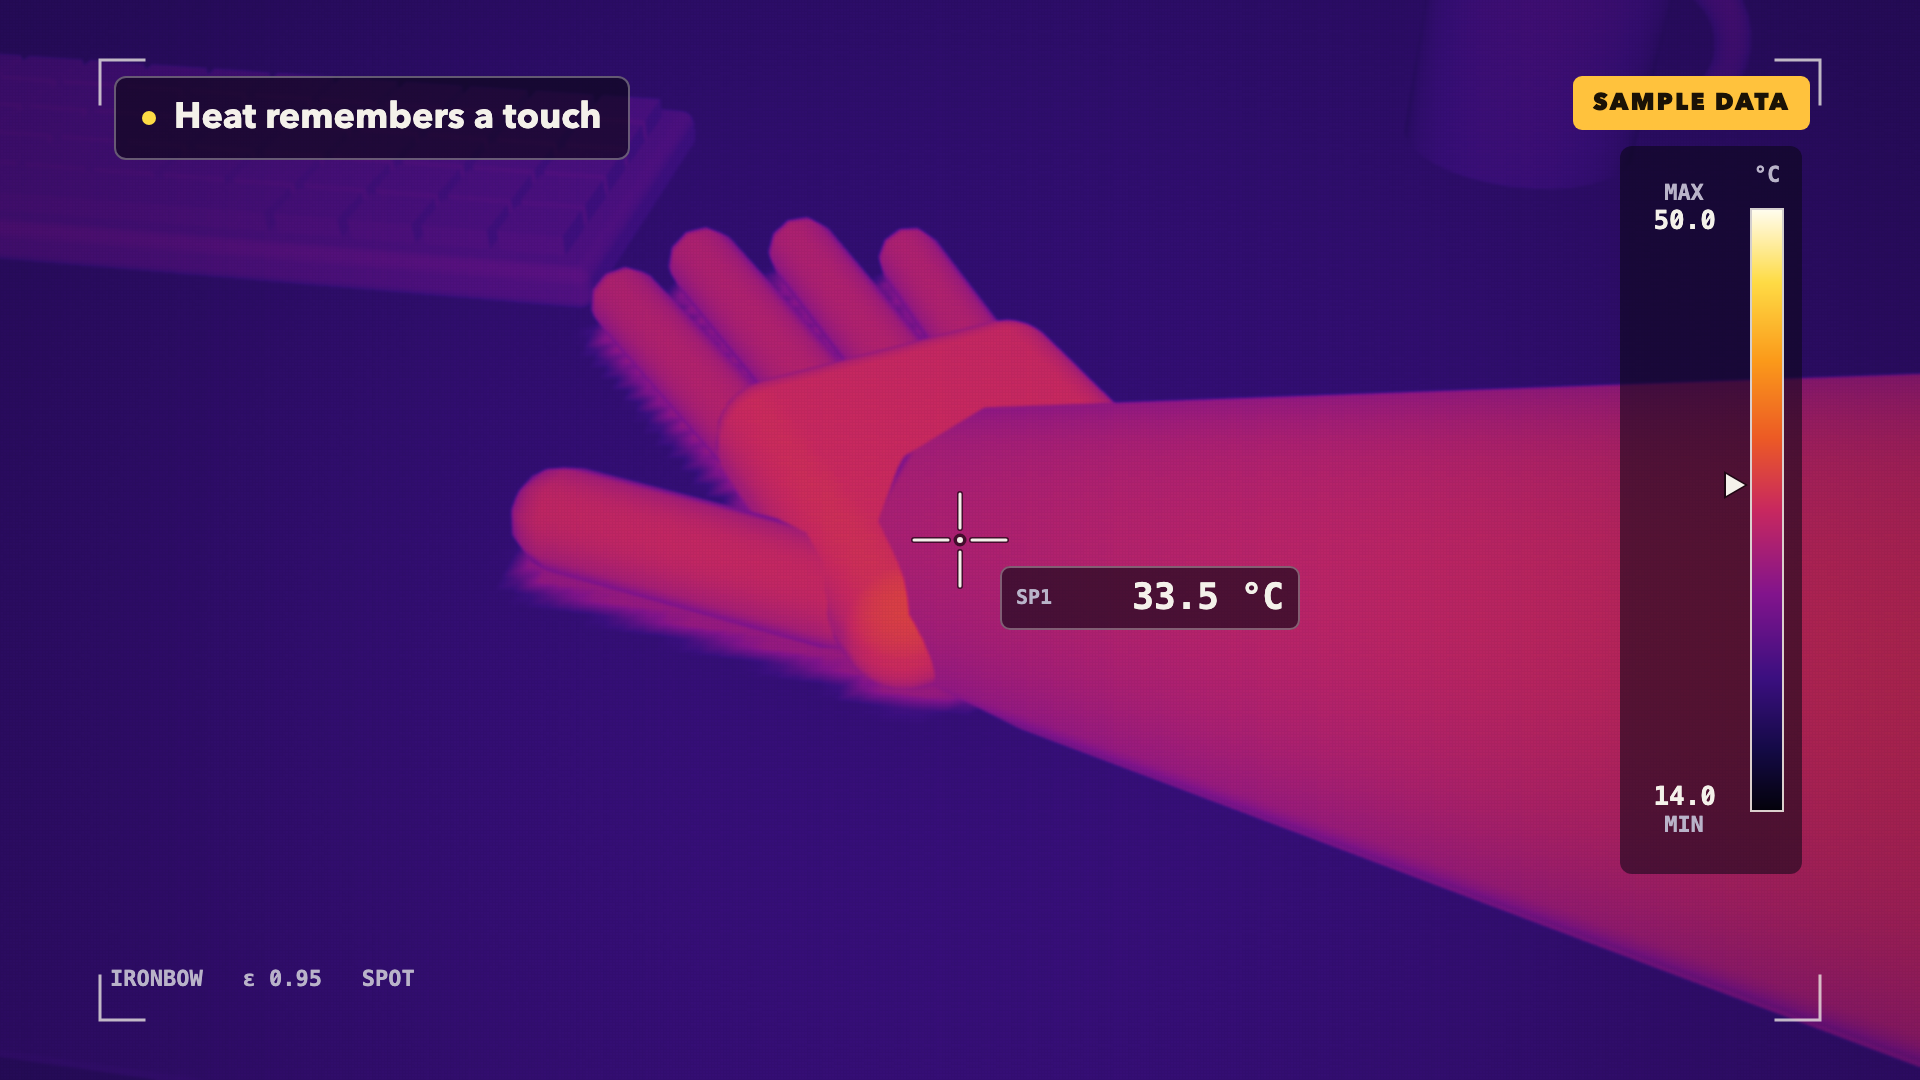 Heat remembers a touch
SAMPLE DATA
°C
MAX
50.0
SP1 33.5 °C
14.0
MIN
IRONBOW ε 0.95 SPOT